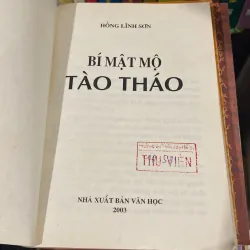 HỒNG LĨNH SƠN
BÍ MẬT MỘ
TÀO THÁO
THƯ VIỆN
NHÀ XUẤT BẢN VĂN HỌC
2003